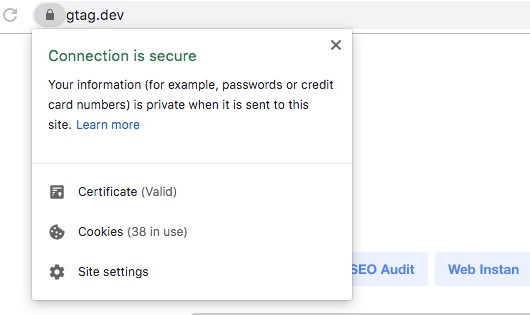 gtag.dev
Connection is secure
Your information (for example, passwords or credit
card numbers) is private when it is sent to this
site. Learn more
Certificate (Valid)
Cookies (38 in use)
Site settings
SEO Audit
Web Instan